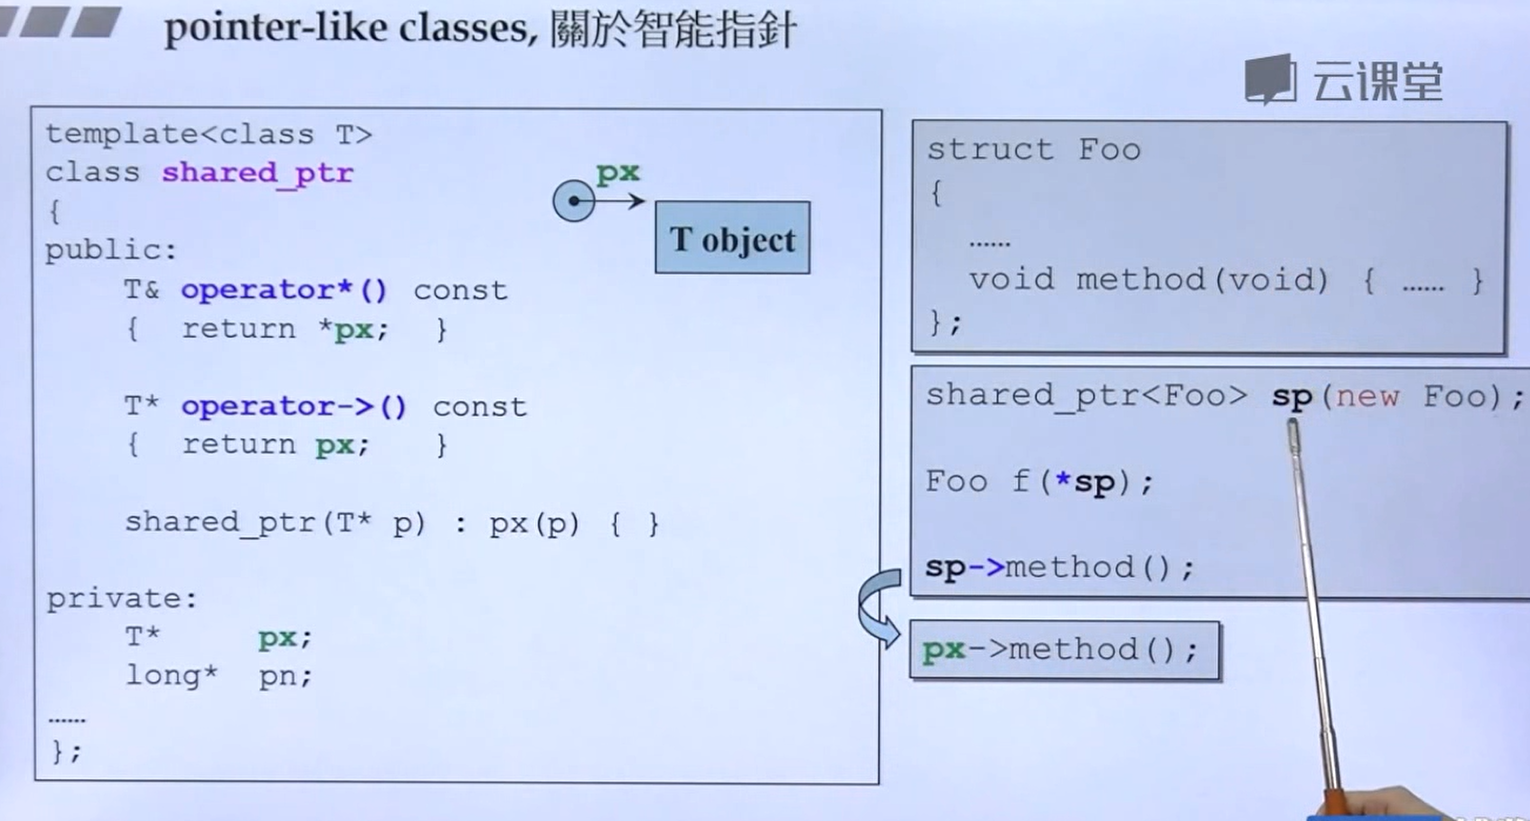 pointer-like classes, 關於智能指針
云课堂
template<class T>
class shared_ptr
{
public:
T& operator*() const
{ return *px; }
T* operator->() const
{ return px; }
shared_ptr(T* p) : px(p) { }
private:
T* px;
long* pn;
……
};
px
T object
struct Foo
{
……
void method(void) { …… }
};
shared_ptr<Foo> sp(new Foo);
Foo f(*sp);
sp->method();
px->method();